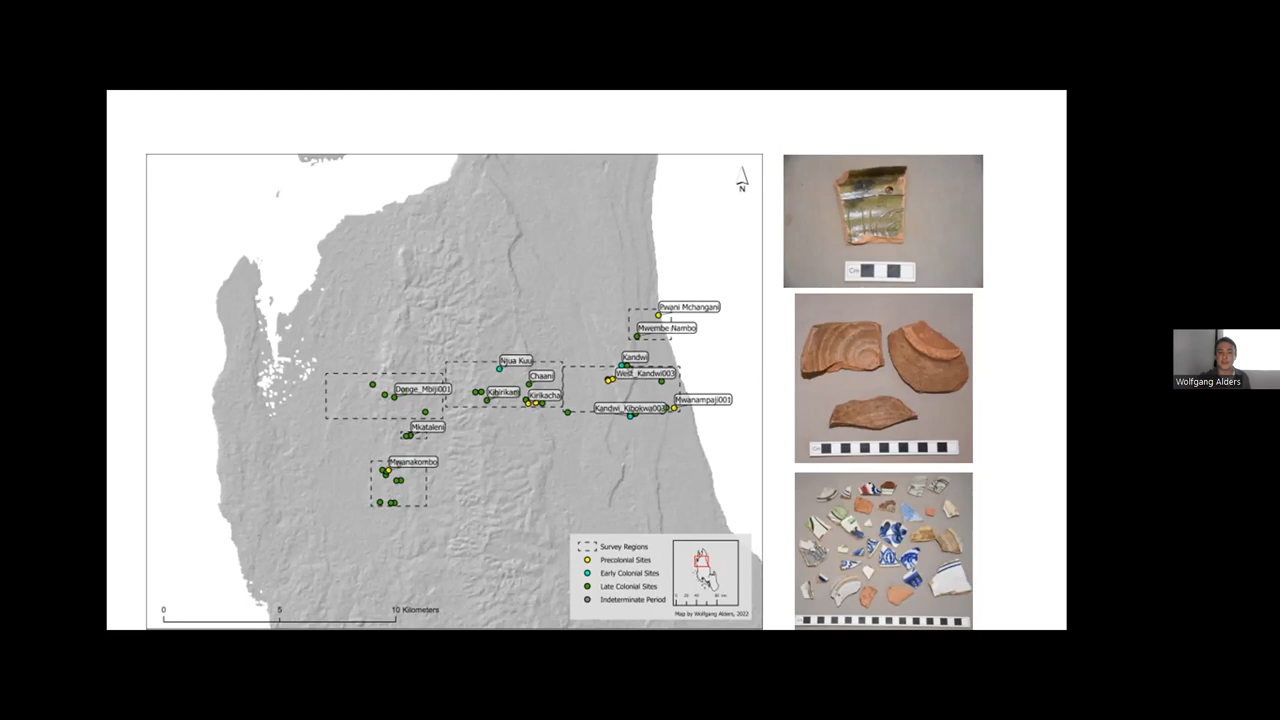 N
Pwani Mchangani
Mwembe Nambo
Njua Kuu
Kandwi
Chaani
West_Kandwi003
Donge_Mbiji001
Kibirikani
Kirikacha
Mwanampaji001
Kandwi_Kibokwa003
Mkataleni
Mwanakombo
Survey Regions
Precolonial Sites
Early Colonial Sites
Late Colonial Sites
Indeterminate Period
Map by Wolfgang Alders, 2022
0 5 10 Kilometers
Cm
Wolfgang Alders